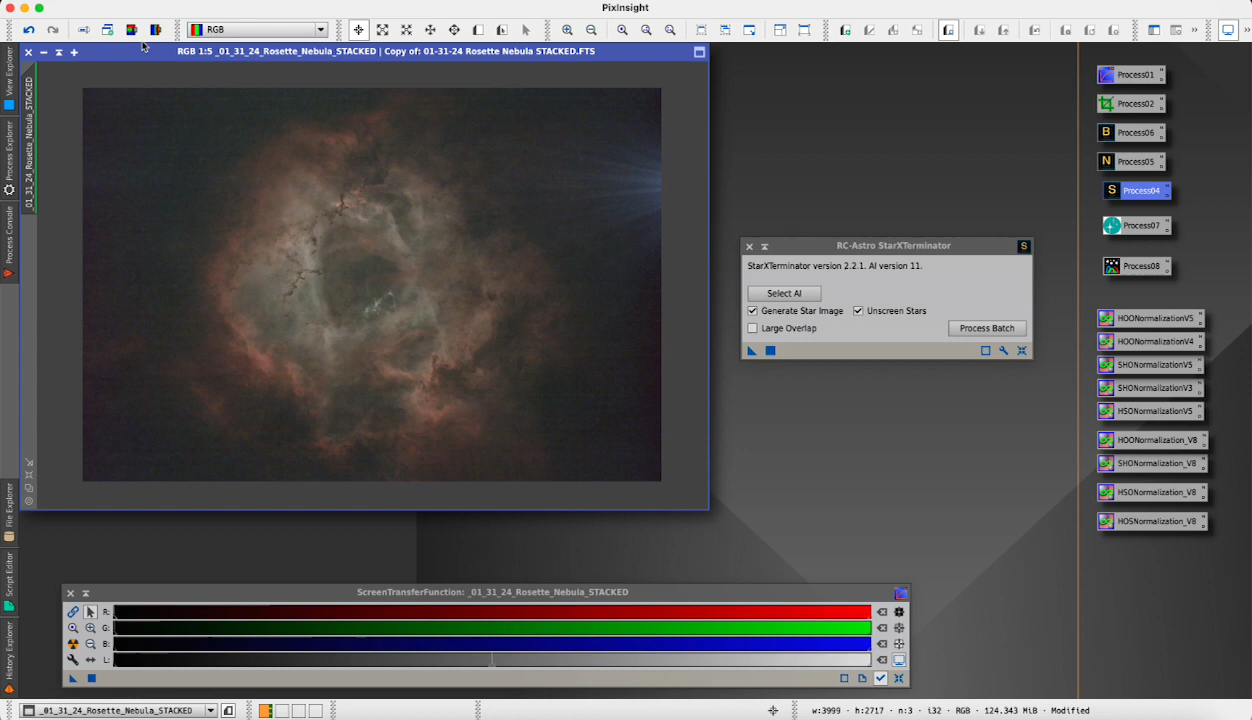 PixInsight
RGB
RGB 1:5 _01_31_24_Rosette_Nebula_STACKED | Copy of: 01-31-24 Rosette Nebula STACKED.FTS
View Explorer
Process Explorer
Process Console
File Explorer
Script Editor
History Explorer
_01_31_24_Rosette_Nebula_STACKED
RC-Astro StarXTerminator
S
StarXTerminator version 2.2.1. AI version 11.
Select AI
Generate Star Image
Unscreen Stars
Large Overlap
Process Batch
Process01
Process02
B Process06
N Process05
S Process04
Process07
Process08
HOONormalizationV5
HOONormalizationV4
SHONormalizationV5
SHONormalizationV3
HSONormalizationV5
HOONormalization_V8
SHONormalization_V8
HSONormalization_V8
HOSNormalization_V8
ScreenTransferFunction: _01_31_24_Rosette_Nebula_STACKED
R:
G:
B:
L:
_01_31_24_Rosette_Nebula_STACKED
w:3999 · h:2717 · n:3 · i32 · RGB · 124.343 MiB · Modified